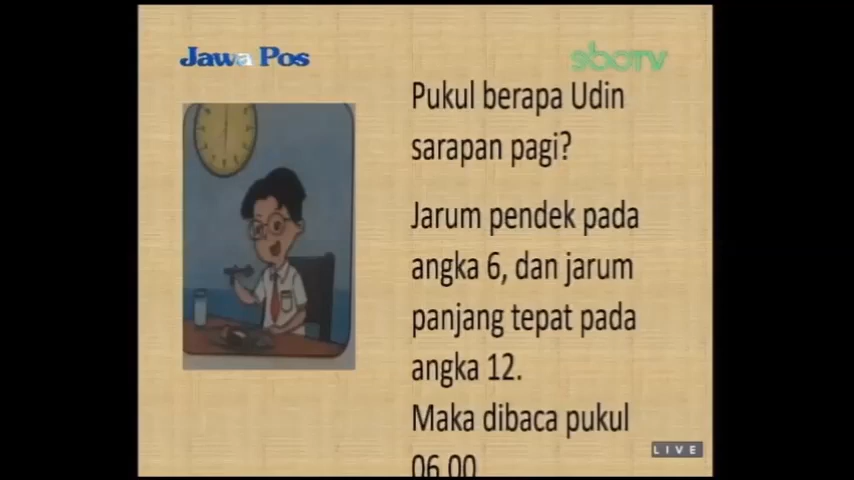 Jawa Pos
sboTV
Pukul berapa Udin
sarapan pagi?
Jarum pendek pada
angka 6, dan jarum
panjang tepat pada
angka 12.
Maka dibaca pukul
06.00
LIVE